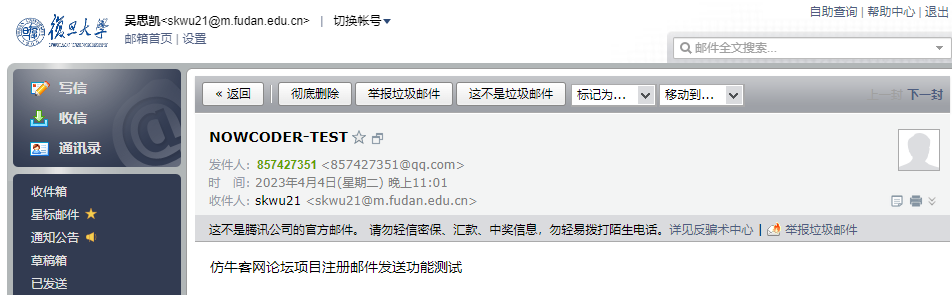 復旦大學
吴思凯<skwu21@m.fudan.edu.cn> | 切换帐号
邮箱首页 | 设置
自助查询 | 帮助中心 | 退出
邮件全文搜索...
写信
收信
通讯录
收件箱
星标邮件
通知公告
草稿箱
已发送
« 返回 彻底删除 举报垃圾邮件 这不是垃圾邮件 标记为... 移动到... 上一封 下一封
NOWCODER-TEST
发件人: 857427351 <857427351@qq.com>
时 间: 2023年4月4日(星期二) 晚上11:01
收件人: skwu21 <skwu21@m.fudan.edu.cn>
这不是腾讯公司的官方邮件。 请勿轻信密保、汇款、中奖信息，勿轻易拨打陌生电话。详见反骗术中心 | 举报垃圾邮件
仿牛客网论坛项目注册邮件发送功能测试